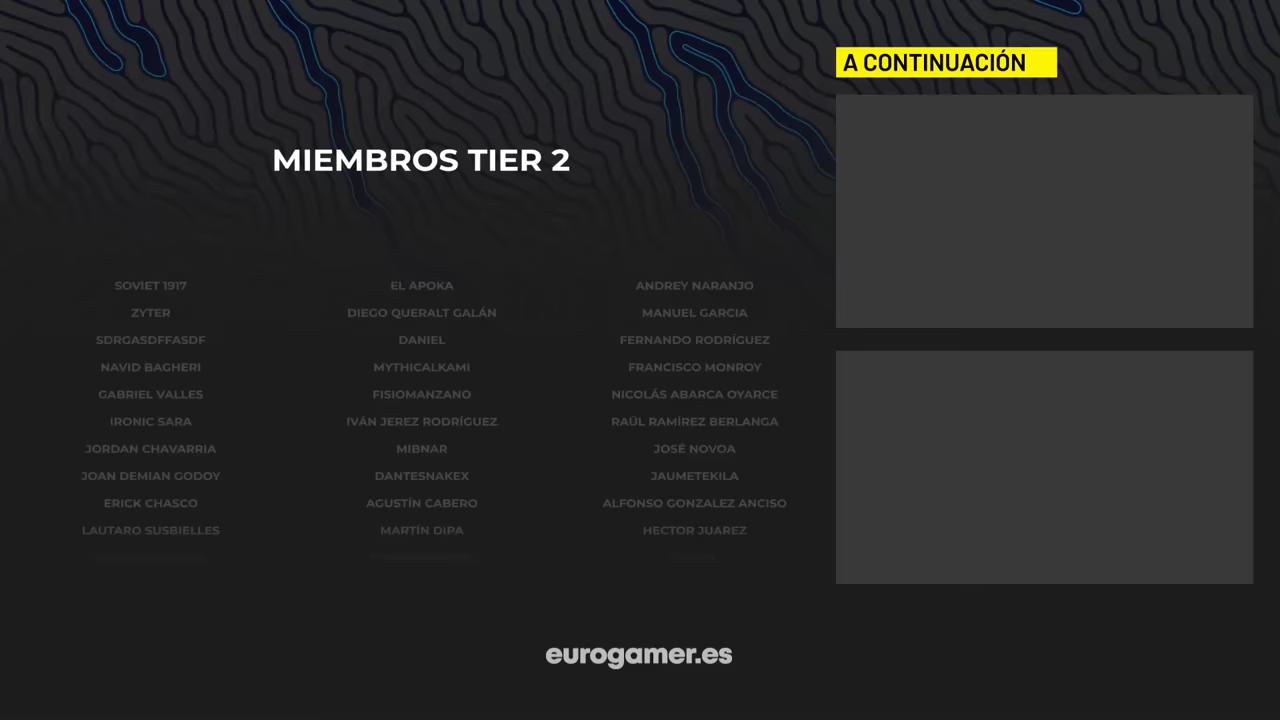 A CONTINUACIÓN
MIEMBROS TIER 2
SOVIET 1917 EL APOKA ANDREY NARANJO
ZYTER DIEGO QUERALT GALÁN MANUEL GARCIA
SDRGASDFFASDF DANIEL FERNANDO RODRÍGUEZ
NAVID BAGHERI MYTHICALKAMI FRANCISCO MONROY
GABRIEL VALLES FISIOMANZANO NICOLÁS ABARCA OYARCE
IRONIC SARA IVÁN JEREZ RODRÍGUEZ RAÜL RAMÍREZ BERLANGA
JORDAN CHAVARRIA MIBNAR JOSÉ NOVOA
JOAN DEMIAN GODOY DANTESNAKEX JAUMETEKILA
ERICK CHASCO AGUSTÍN CABERO ALFONSO GONZALEZ ANCISO
LAUTARO SUSBIELLES MARTÍN DIPA HECTOR JUAREZ
eurogamer.es